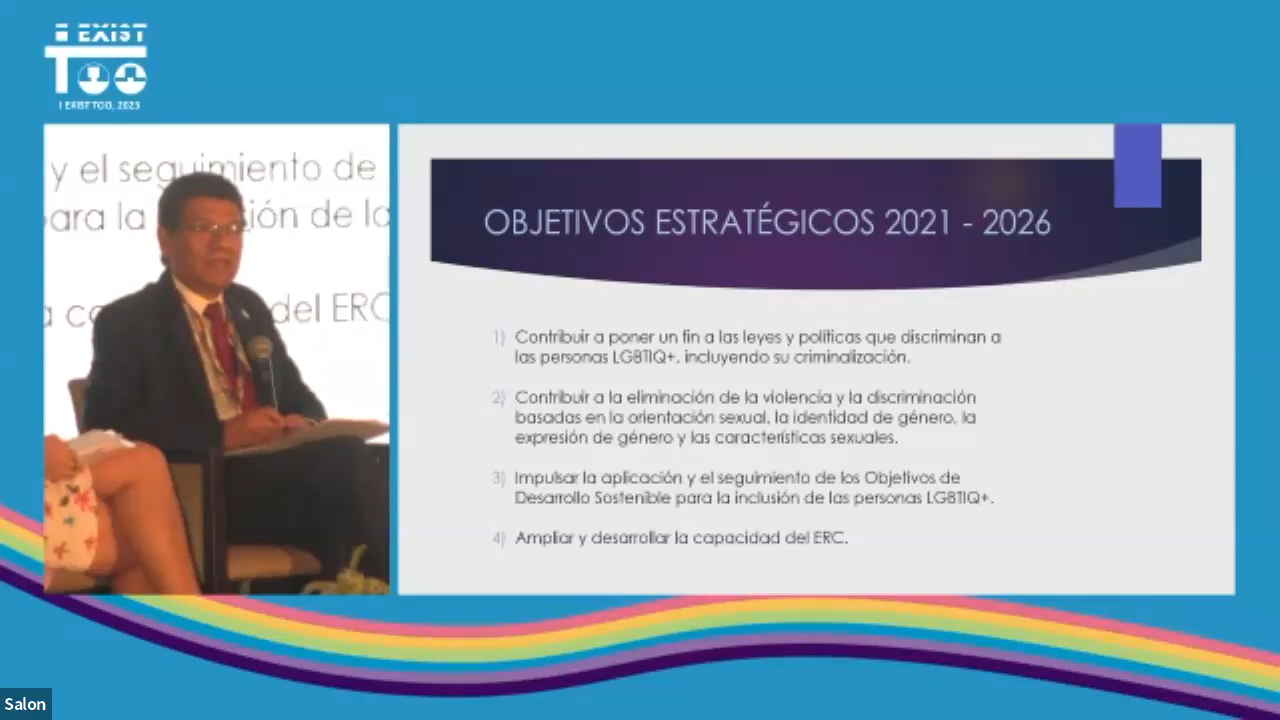 I EXIST
TOO
I EXIST TOO, 2023
y el seguimiento de
para la
ión de la
del ERC
OBJETIVOS ESTRATÉGICOS 2021 - 2026
1) Contribuir a poner un fin a las leyes y políticas que discriminan a
las personas LGBTIQ+, incluyendo su criminalización.
2) Contribuir a la eliminación de la violencia y la discriminación
basadas en la orientación sexual, la identidad de género, la
expresión de género y las características sexuales.
3) Impulsar la aplicación y el seguimiento de los Objetivos de
Desarrollo Sostenible para la inclusión de las personas LGBTIQ+.
4) Ampliar y desarrollar la capacidad del ERC.
Salon